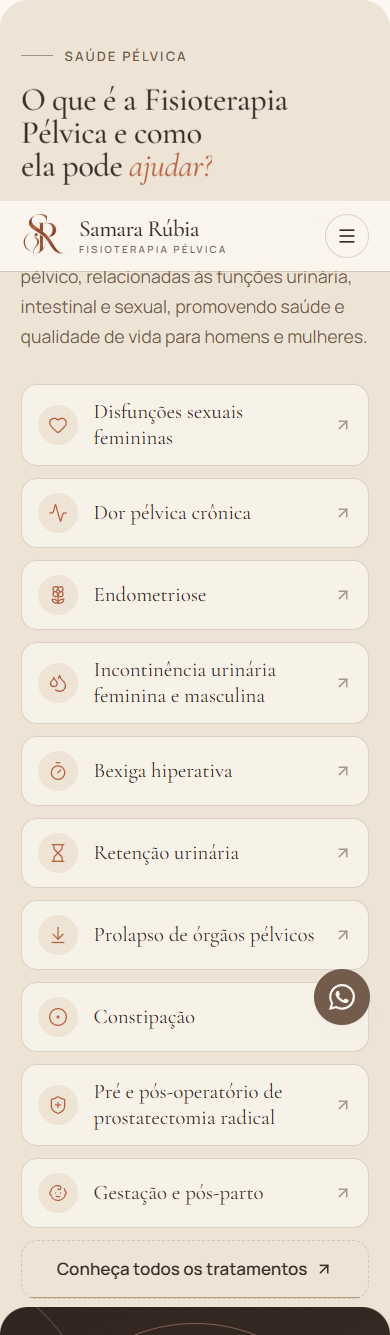 SAÚDE PÉLVICA
O que é a Fisioterapia
Pélvica e como
ela pode ajudar?
SR
Samara Rúbia
FISIOTERAPIA PÉLVICA
pélvico, relacionadas às funções urinária,
intestinal e sexual, promovendo saúde e
qualidade de vida para homens e mulheres.
Disfunções sexuais
femininas
Dor pélvica crônica
Endometriose
Incontinência urinária
feminina e masculina
Bexiga hiperativa
Retenção urinária
Prolapso de órgãos pélvicos
Constipação
Pré e pós-operatório de
prostatectomia radical
Gestação e pós-parto
Conheça todos os tratamentos